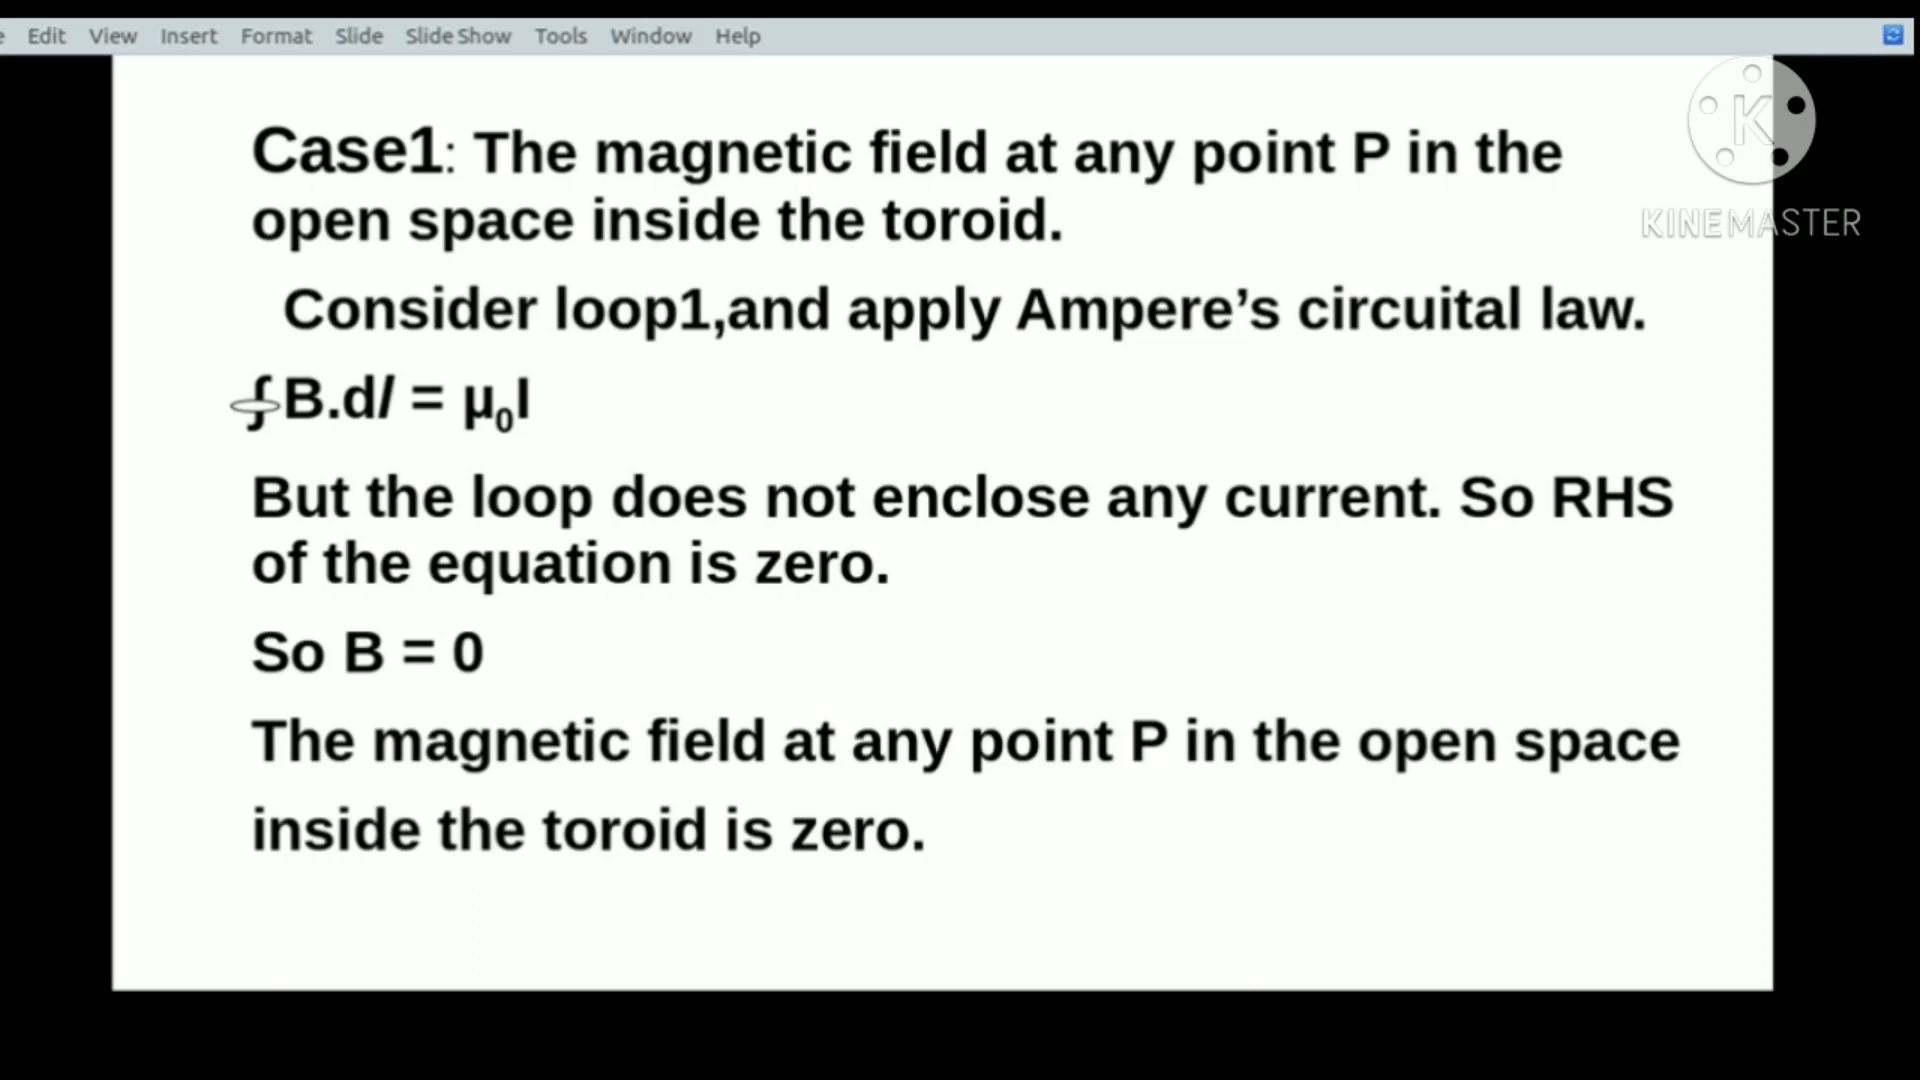 Edit View Insert Format Slide Slide Show Tools Window Help
KINEMASTER
Case1: The magnetic field at any point P in the
open space inside the toroid.
Consider loop1,and apply Ampere’s circuital law.
∮B.dl = µ₀I
But the loop does not enclose any current. So RHS
of the equation is zero.
So B = 0
The magnetic field at any point P in the open space
inside the toroid is zero.